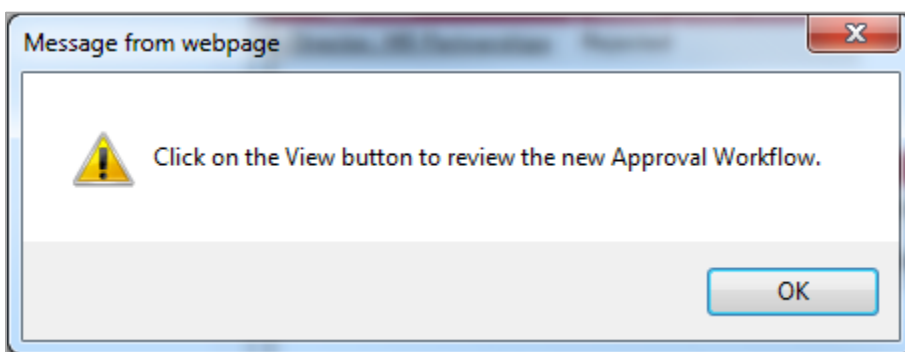 Message from webpage
Click on the View button to review the new Approval Workflow.
OK